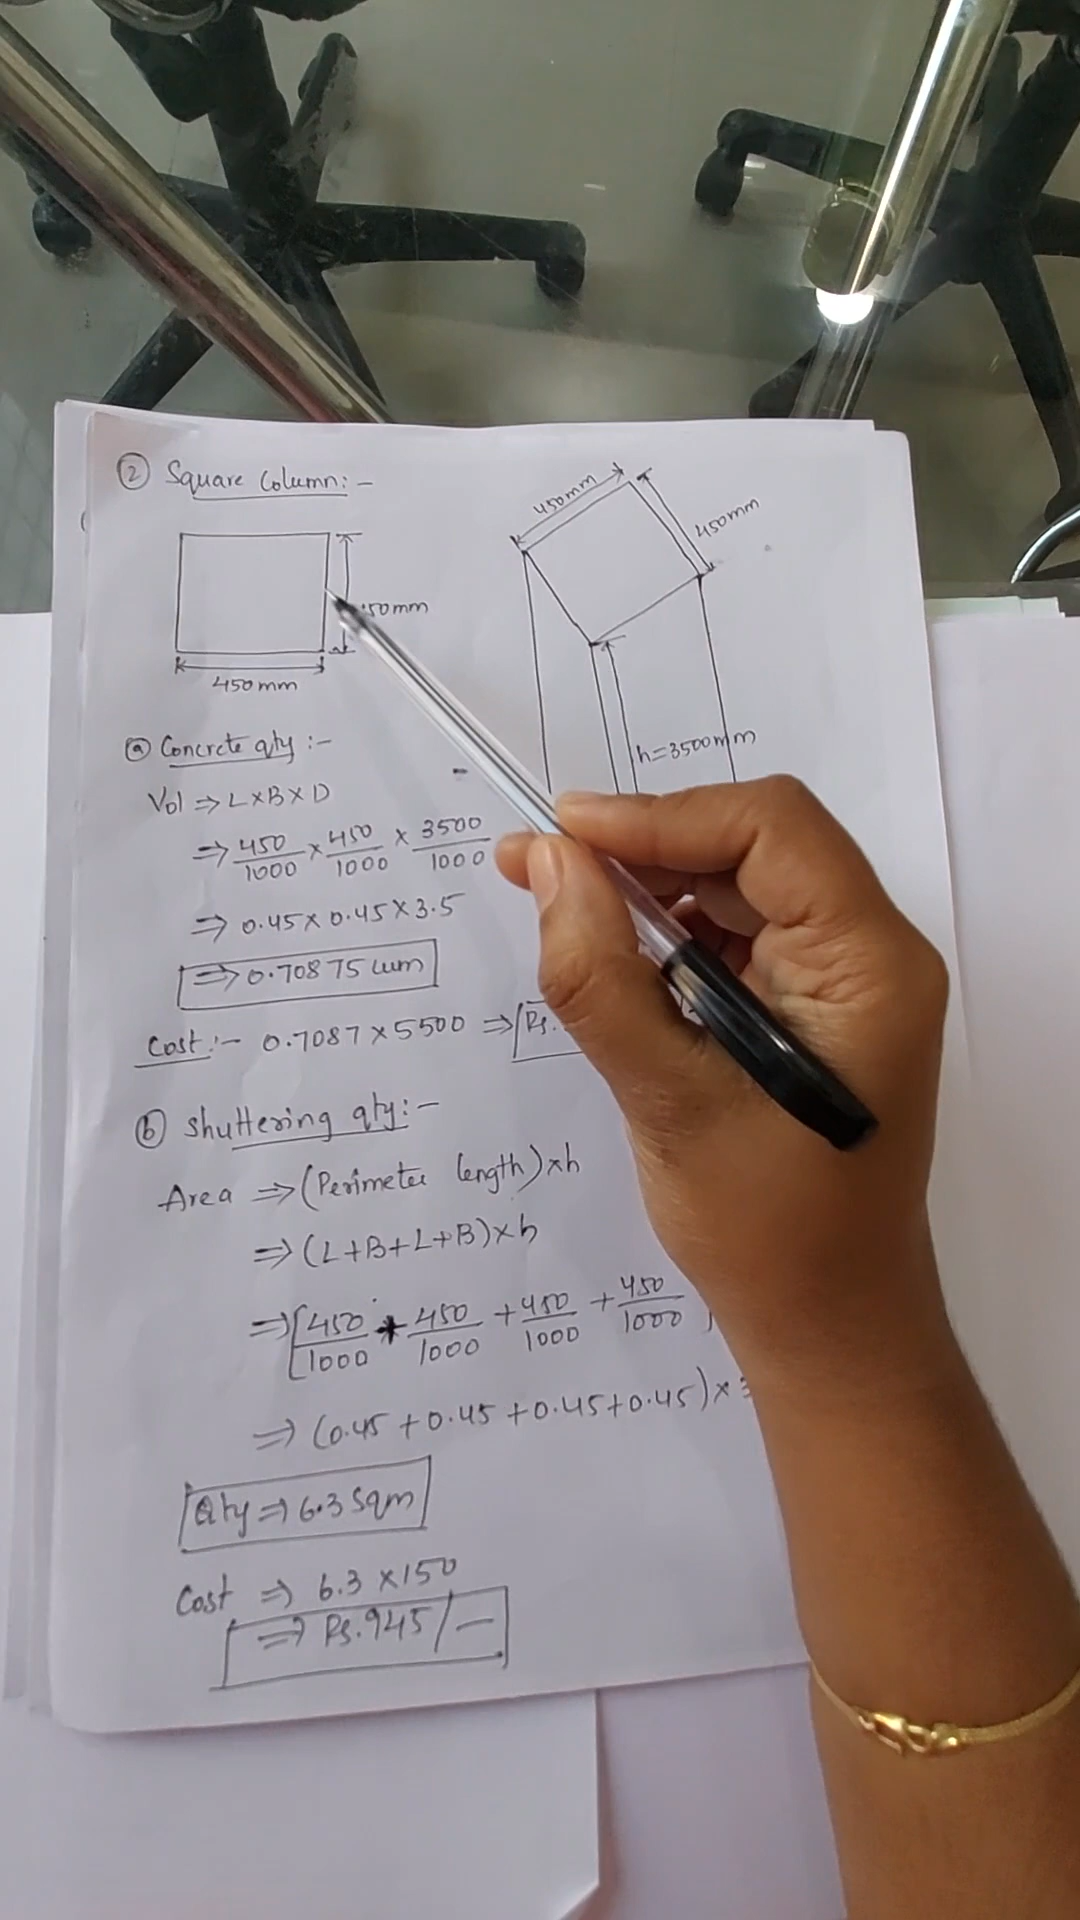 ② Square Column:-
450mm
450mm
50mm
450mm
h=3500mm
ⓐ Concrete qty :-
Vol ⇒ L×B×D
⇒ 450/1000 × 450/1000 × 3500/1000
⇒ 0.45×0.45×3.5
⇒ 0.70875 cum
Cost:- 0.7087×5500 ⇒ Rs.
ⓑ Shuttering qty:-
Area ⇒ (Perimeter length)×h
⇒ (L+B+L+B)×h
⇒ [450/1000 + 450/1000 + 450/1000 + 450/1000
⇒ (0.45+0.45+0.45+0.45)×3
Qty ⇒ 6.3 Sqm
Cost ⇒ 6.3×150
⇒ Rs.945/-